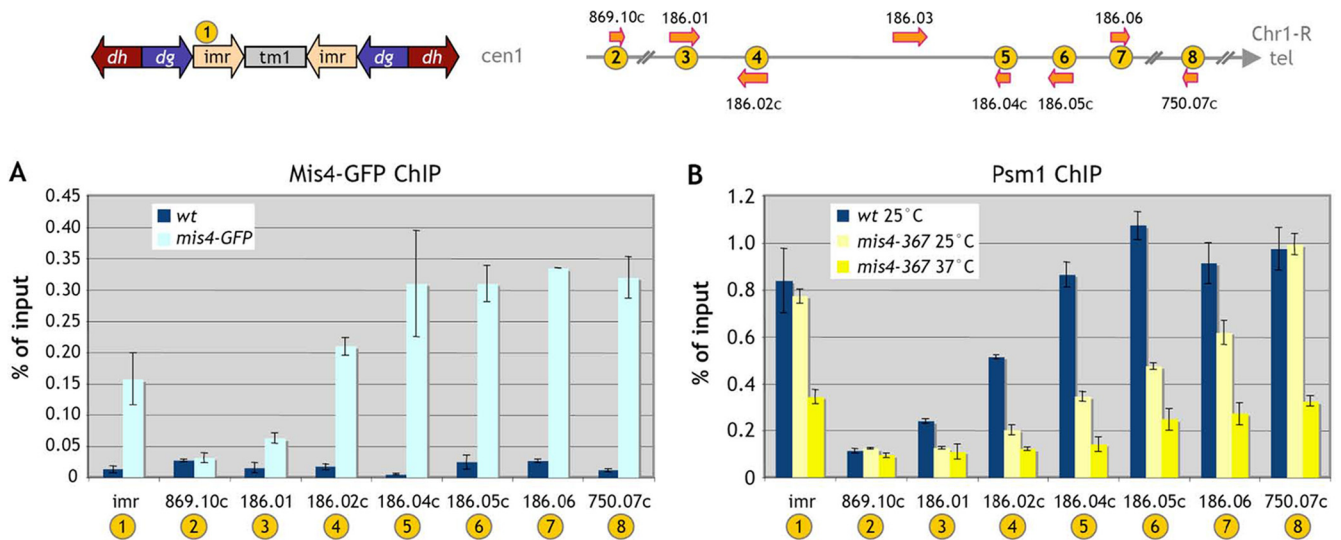 1
dh dg imr tm1 imr dg dh cen1
869.10c 186.01 186.03 186.06
2 3 4 5 6 7 8
Chr1-R
tel
186.02c 186.04c 186.05c 750.07c
A
Mis4-GFP ChIP
% of input
0.45
0.40
0.35
0.30
0.20
0.15
0.10
0.05
0
wt
mis4-GFP
imr 869.10c 186.01 186.02c 186.04c 186.05c 186.06 750.07c
1 2 3 4 5 6 7 8
B
Psm1 ChIP
% of input
1.2
1.0
0.8
0.6
0.4
0.2
0
wt 25°C
mis4-367 25°C
mis4-367 37°C
imr 869.10c 186.01 186.02c 186.04c 186.05c 186.06 750.07c
1 2 3 4 5 6 7 8